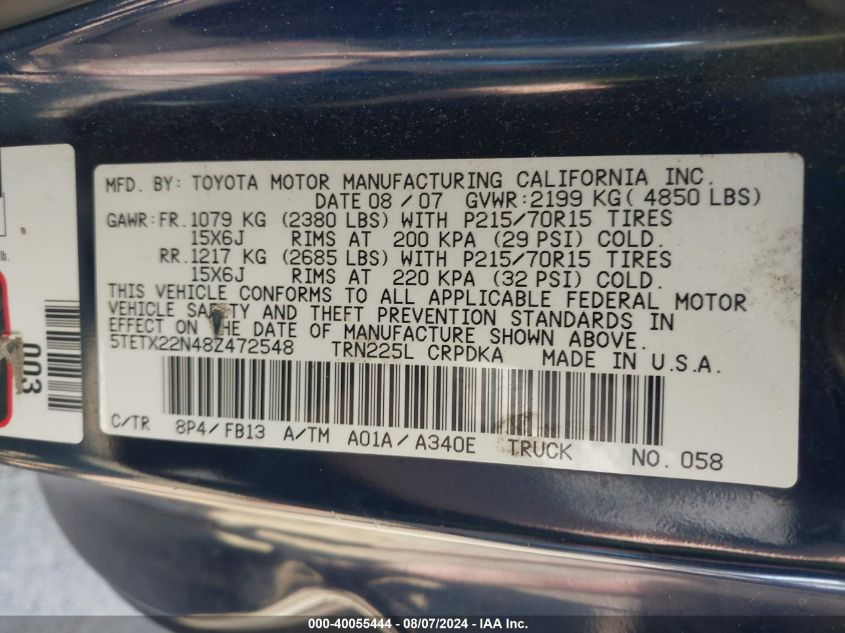 MFD. BY: TOYOTA MOTOR MANUFACTURING CALIFORNIA INC.
DATE 08 / 07 GVWR: 2199 KG ( 4850 LBS)
GAWR: FR. 1079 KG (2380 LBS) WITH P215/70R15 TIRES
15X6J RIMS AT 200 KPA (29 PSI) COLD.
RR. 1217 KG (2685 LBS) WITH P215/70R15 TIRES
15X6J RIMS AT 220 KPA (32 PSI) COLD.
THIS VEHICLE CONFORMS TO ALL APPLICABLE FEDERAL MOTOR
VEHICLE SAFETY AND THEFT PREVENTION STANDARDS IN
EFFECT ON THE DATE OF MANUFACTURE SHOWN ABOVE.
5TETX22N48Z472548 TRN225L CRPDKA MADE IN U.S.A.
C/TR 8P4/FB13 A/TM A01A/A340E TRUCK NO. 058
lb.
003
000-40055444 - 08/07/2024 - IAA Inc.